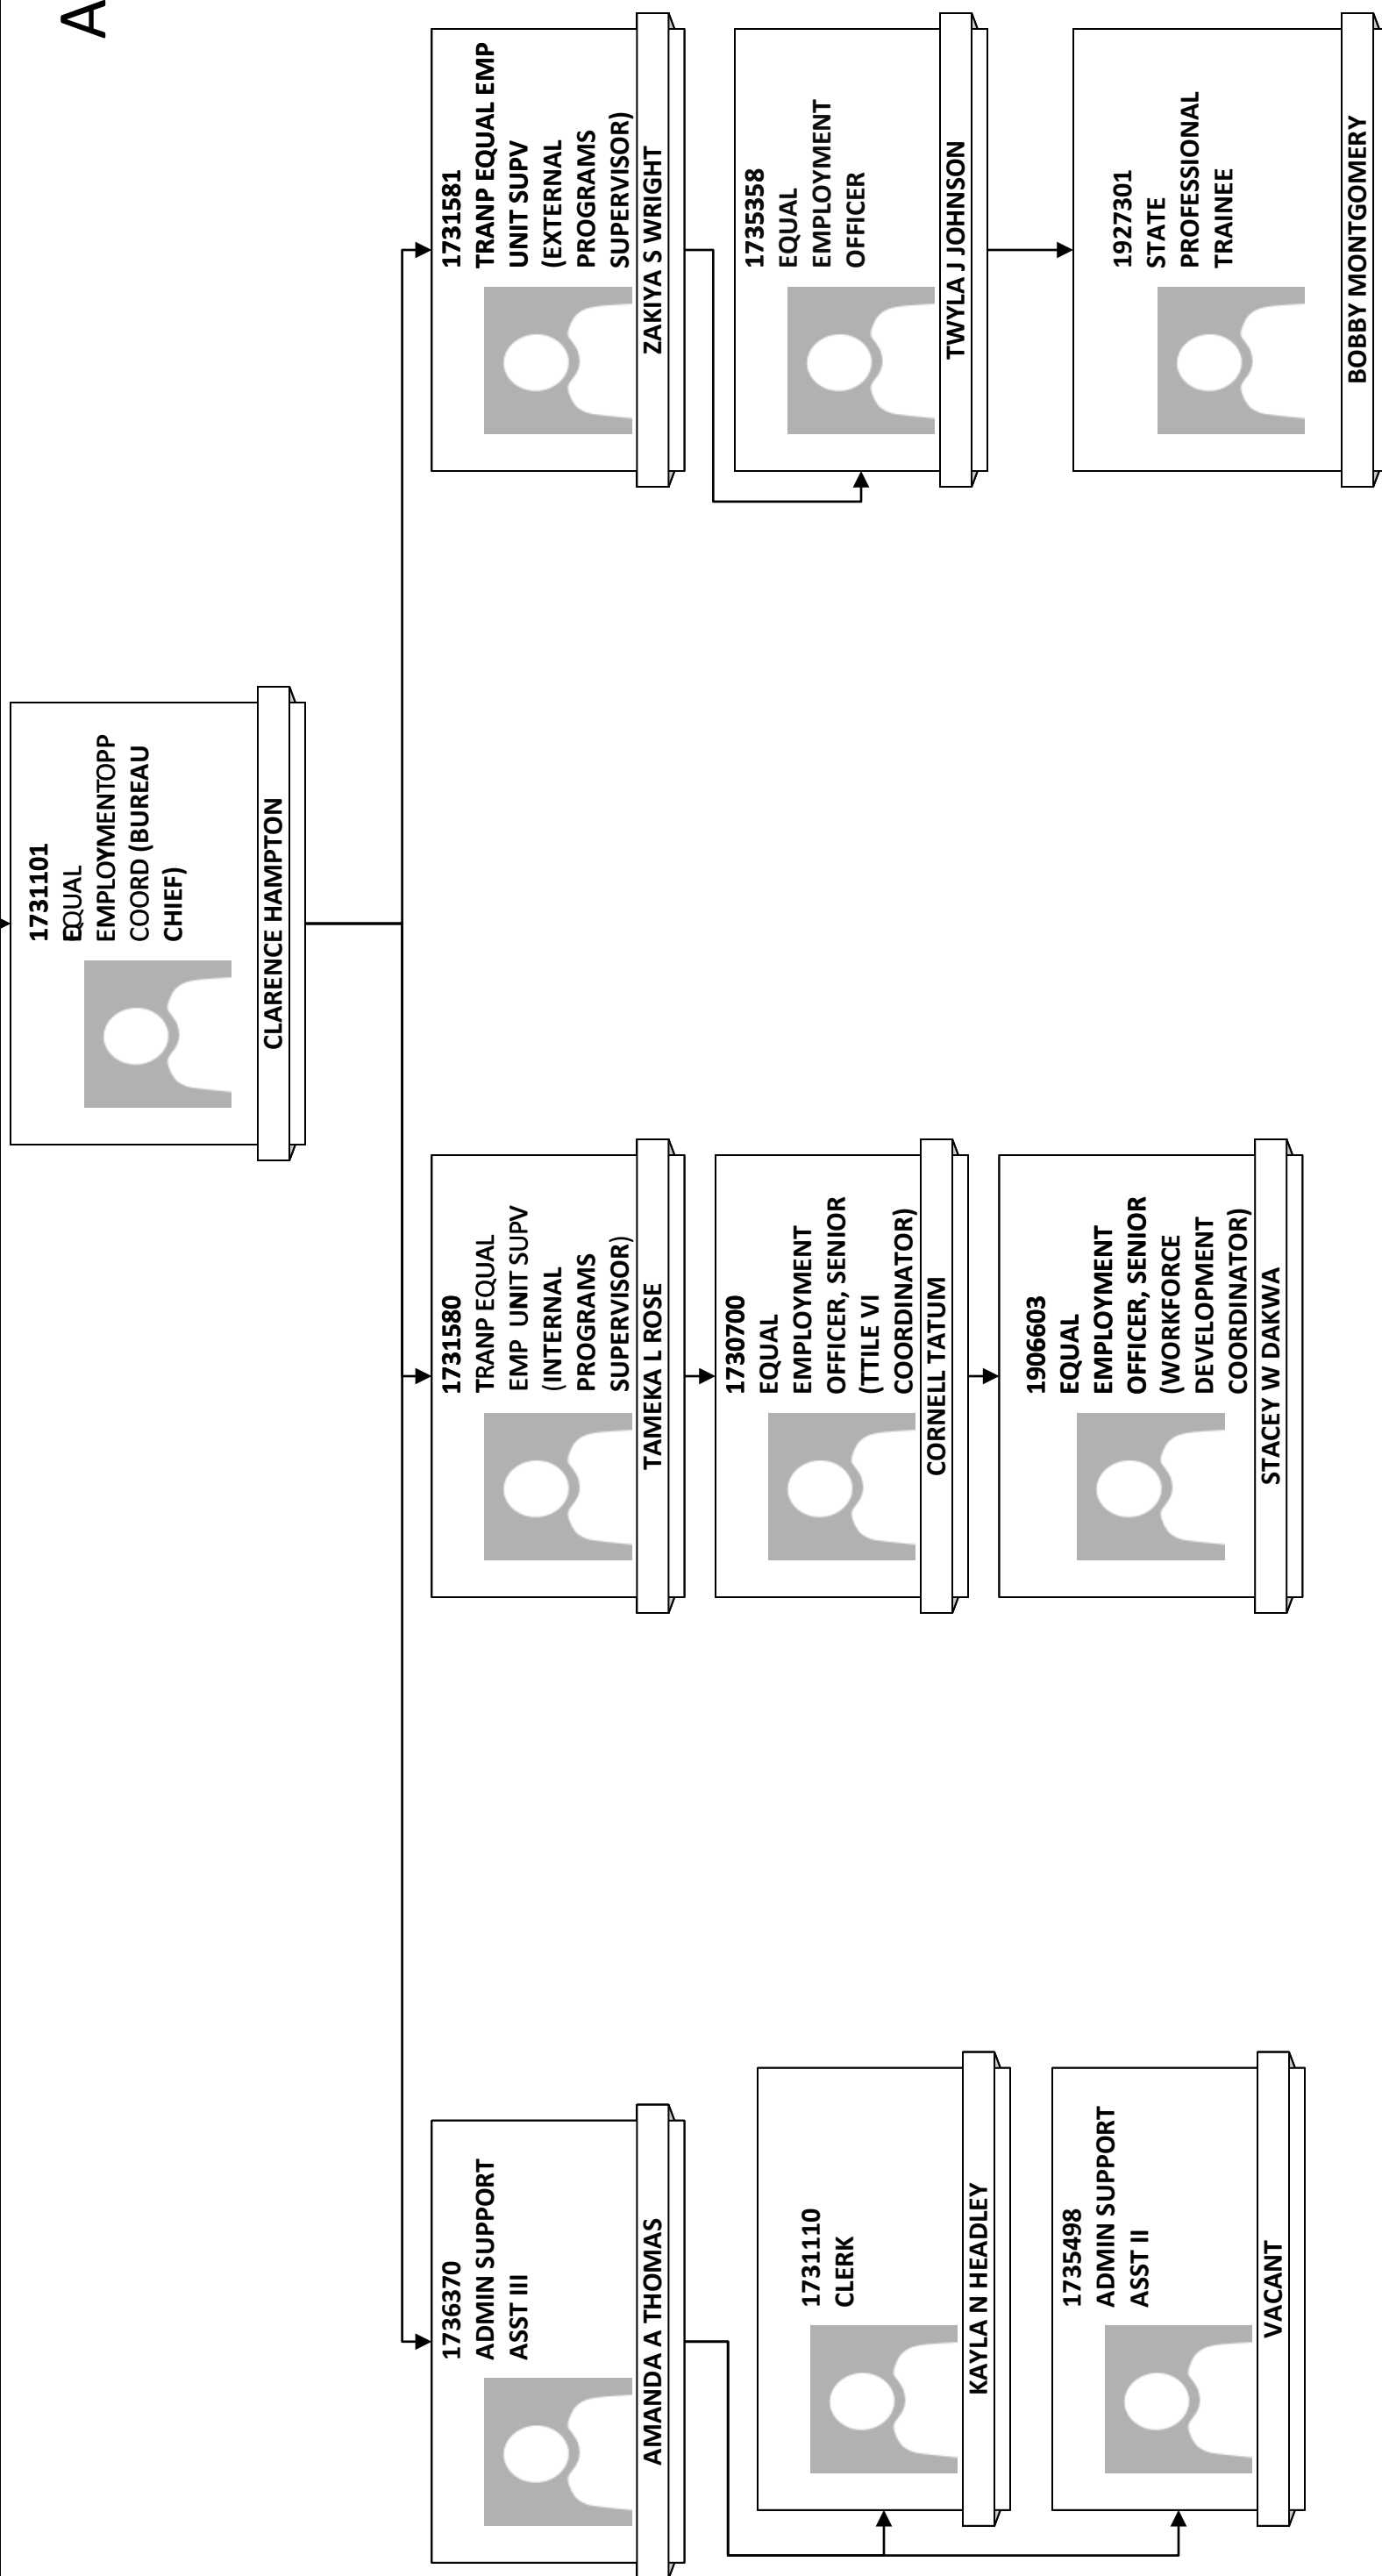 A
1731101
EQUAL
EMPLOYMENTOPP
COORD (BUREAU
CHIEF)
CLARENCE HAMPTON
1736370
ADMIN SUPPORT
ASST III
AMANDA A THOMAS
1731110
CLERK
KAYLA N HEADLEY
1735498
ADMIN SUPPORT
ASST II
VACANT
1731580
TRANP EQUAL
EMP UNIT SUPV
(INTERNAL
PROGRAMS
SUPERVISOR)
TAMEKA L ROSE
1730700
EQUAL
EMPLOYMENT
OFFICER, SENIOR
(TTILE VI
COORDINATOR)
CORNELL TATUM
1906603
EQUAL
EMPLOYMENT
OFFICER, SENIOR
(WORKFORCE
DEVELOPMENT
COORDINATOR)
STACEY W DAKWA
1731581
TRANP EQUAL EMP
UNIT SUPV
(EXTERNAL
PROGRAMS
SUPERVISOR)
ZAKIYA S WRIGHT
1735358
EQUAL
EMPLOYMENT
OFFICER
TWYLA J JOHNSON
1927301
STATE
PROFESSIONAL
TRAINEE
BOBBY MONTGOMERY